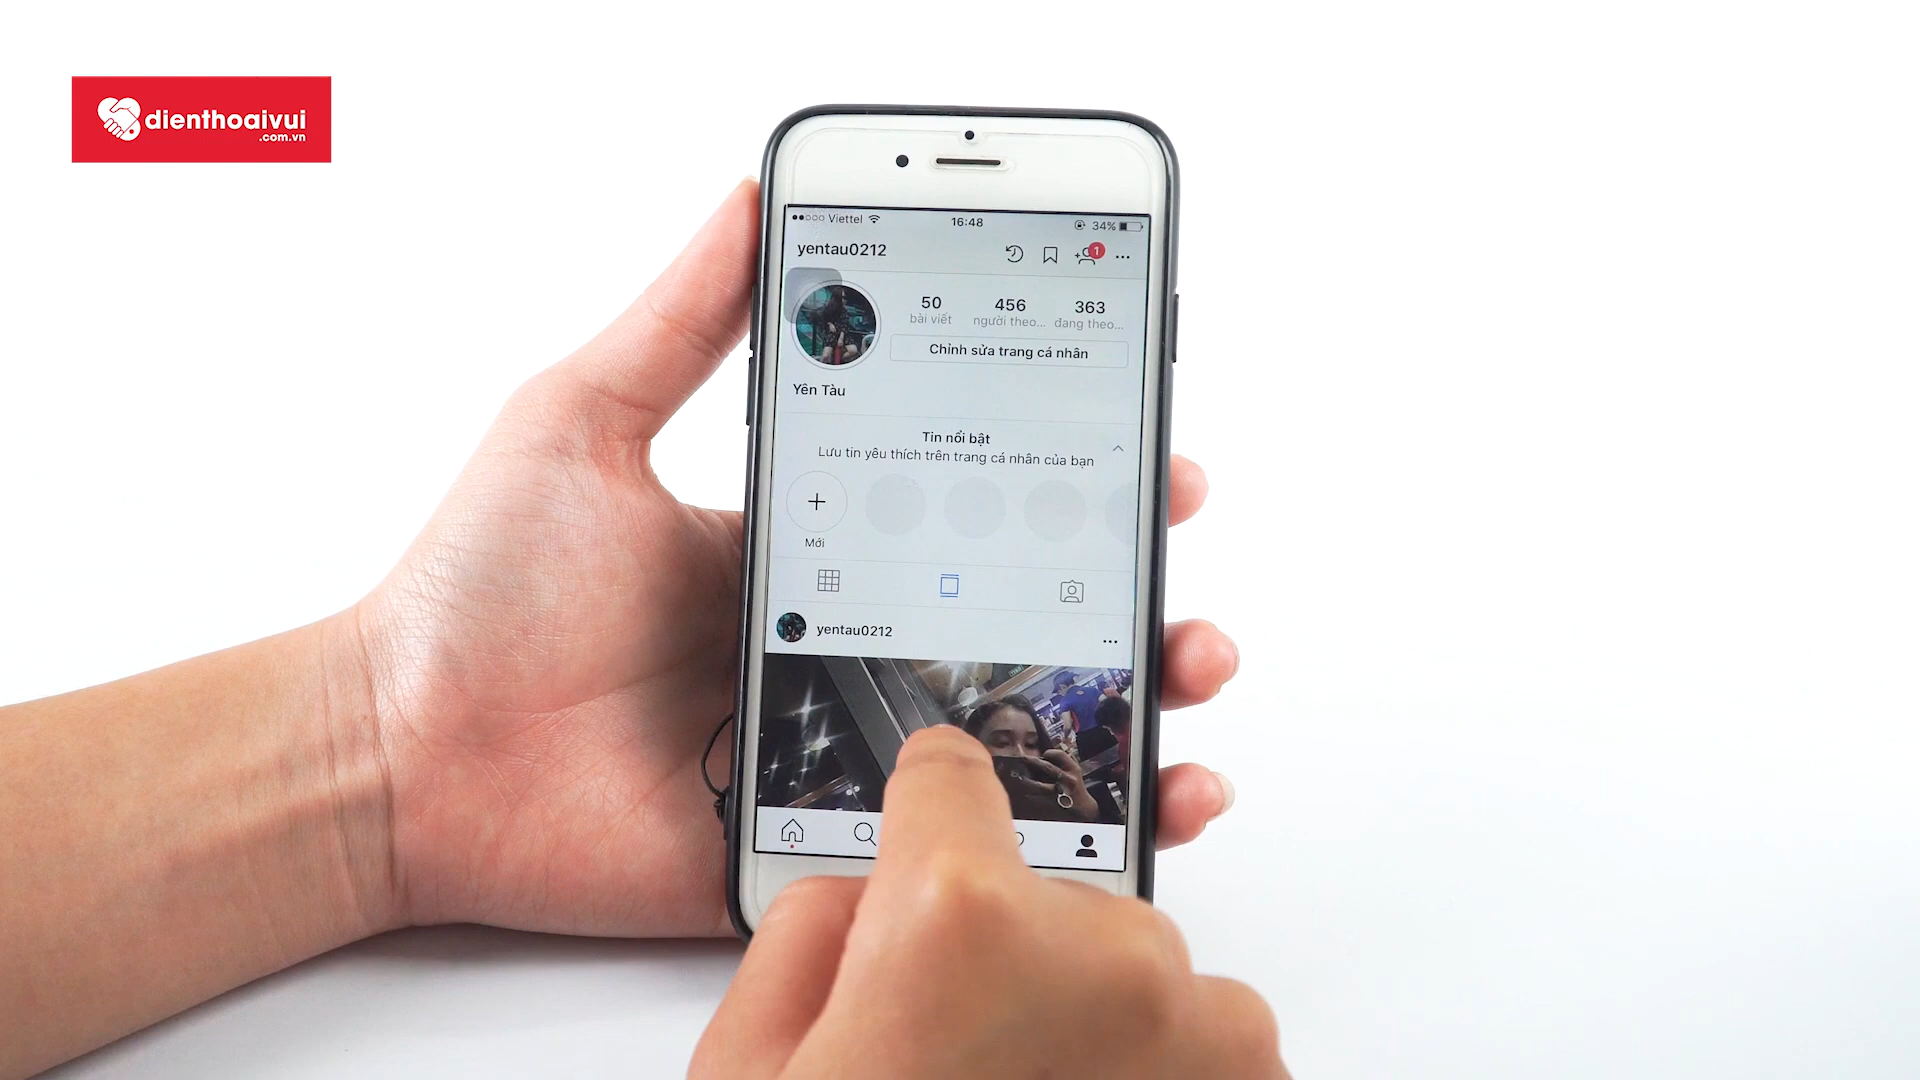 dienthoaivui
.com.vn
Viettel 16:48 34%
yentau0212
1
50 456 363
bài viết người theo... đang theo...
Chỉnh sửa trang cá nhân
Yên Tàu
Tin nổi bật
Lưu tin yêu thích trên trang cá nhân của bạn
Mới
yentau0212